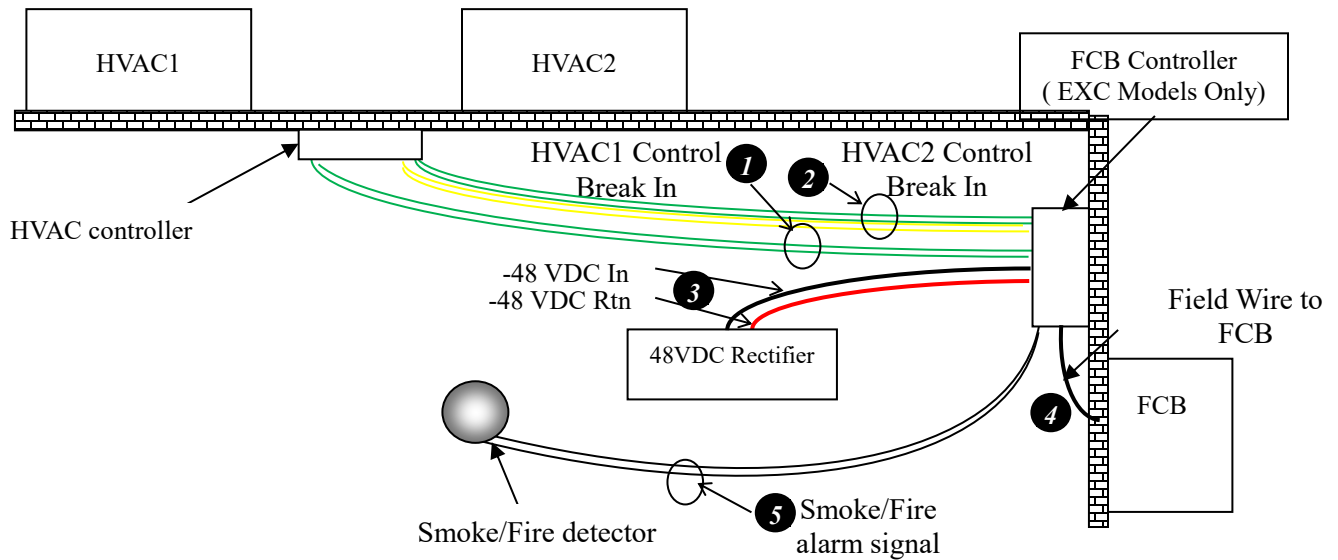 HVAC1
HVAC2
FCB Controller
( EXC Models Only)
HVAC1 Control
Break In
1
2
HVAC2 Control
Break In
HVAC controller
-48 VDC In
-48 VDC Rtn
3
48VDC Rectifier
Field Wire to
FCB
4
FCB
Smoke/Fire detector
5
Smoke/Fire
alarm signal